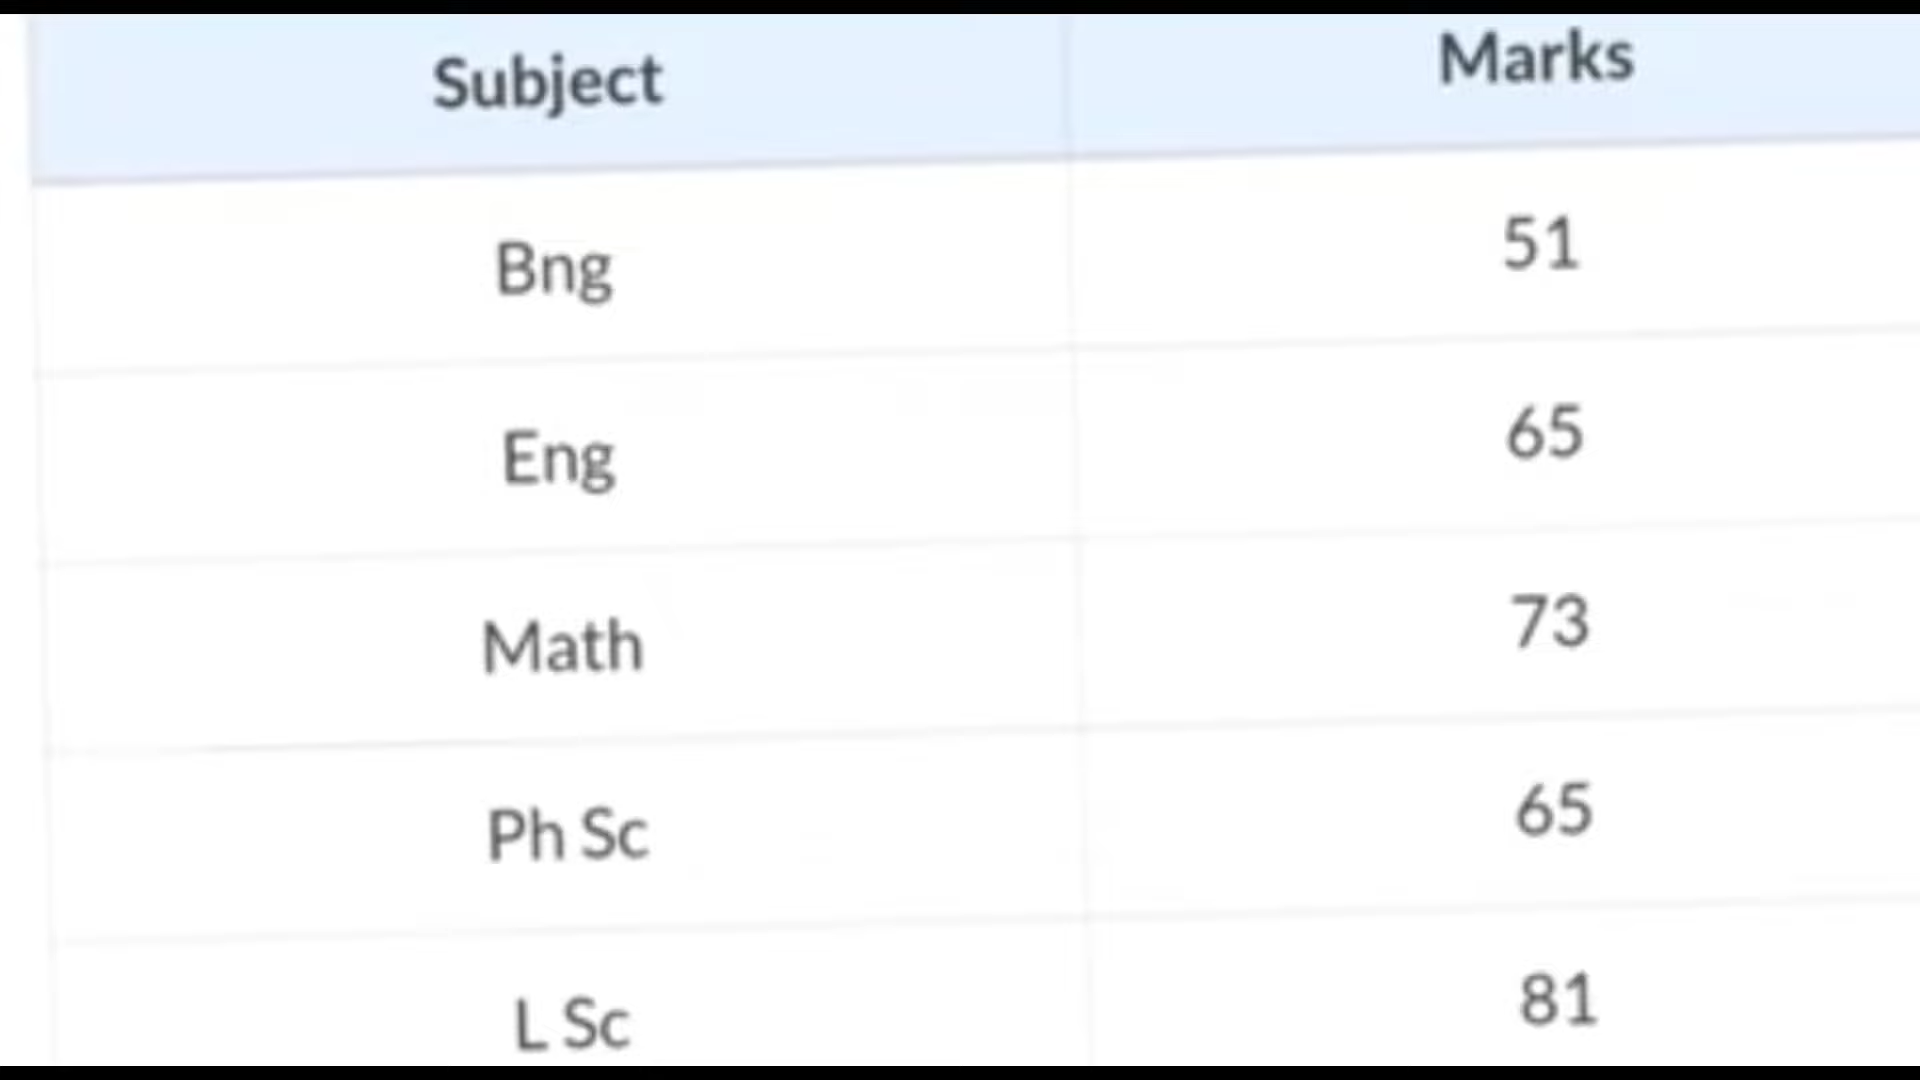 Subject Marks
Bng 51
Eng 65
Math 73
Ph Sc 65
L Sc 81